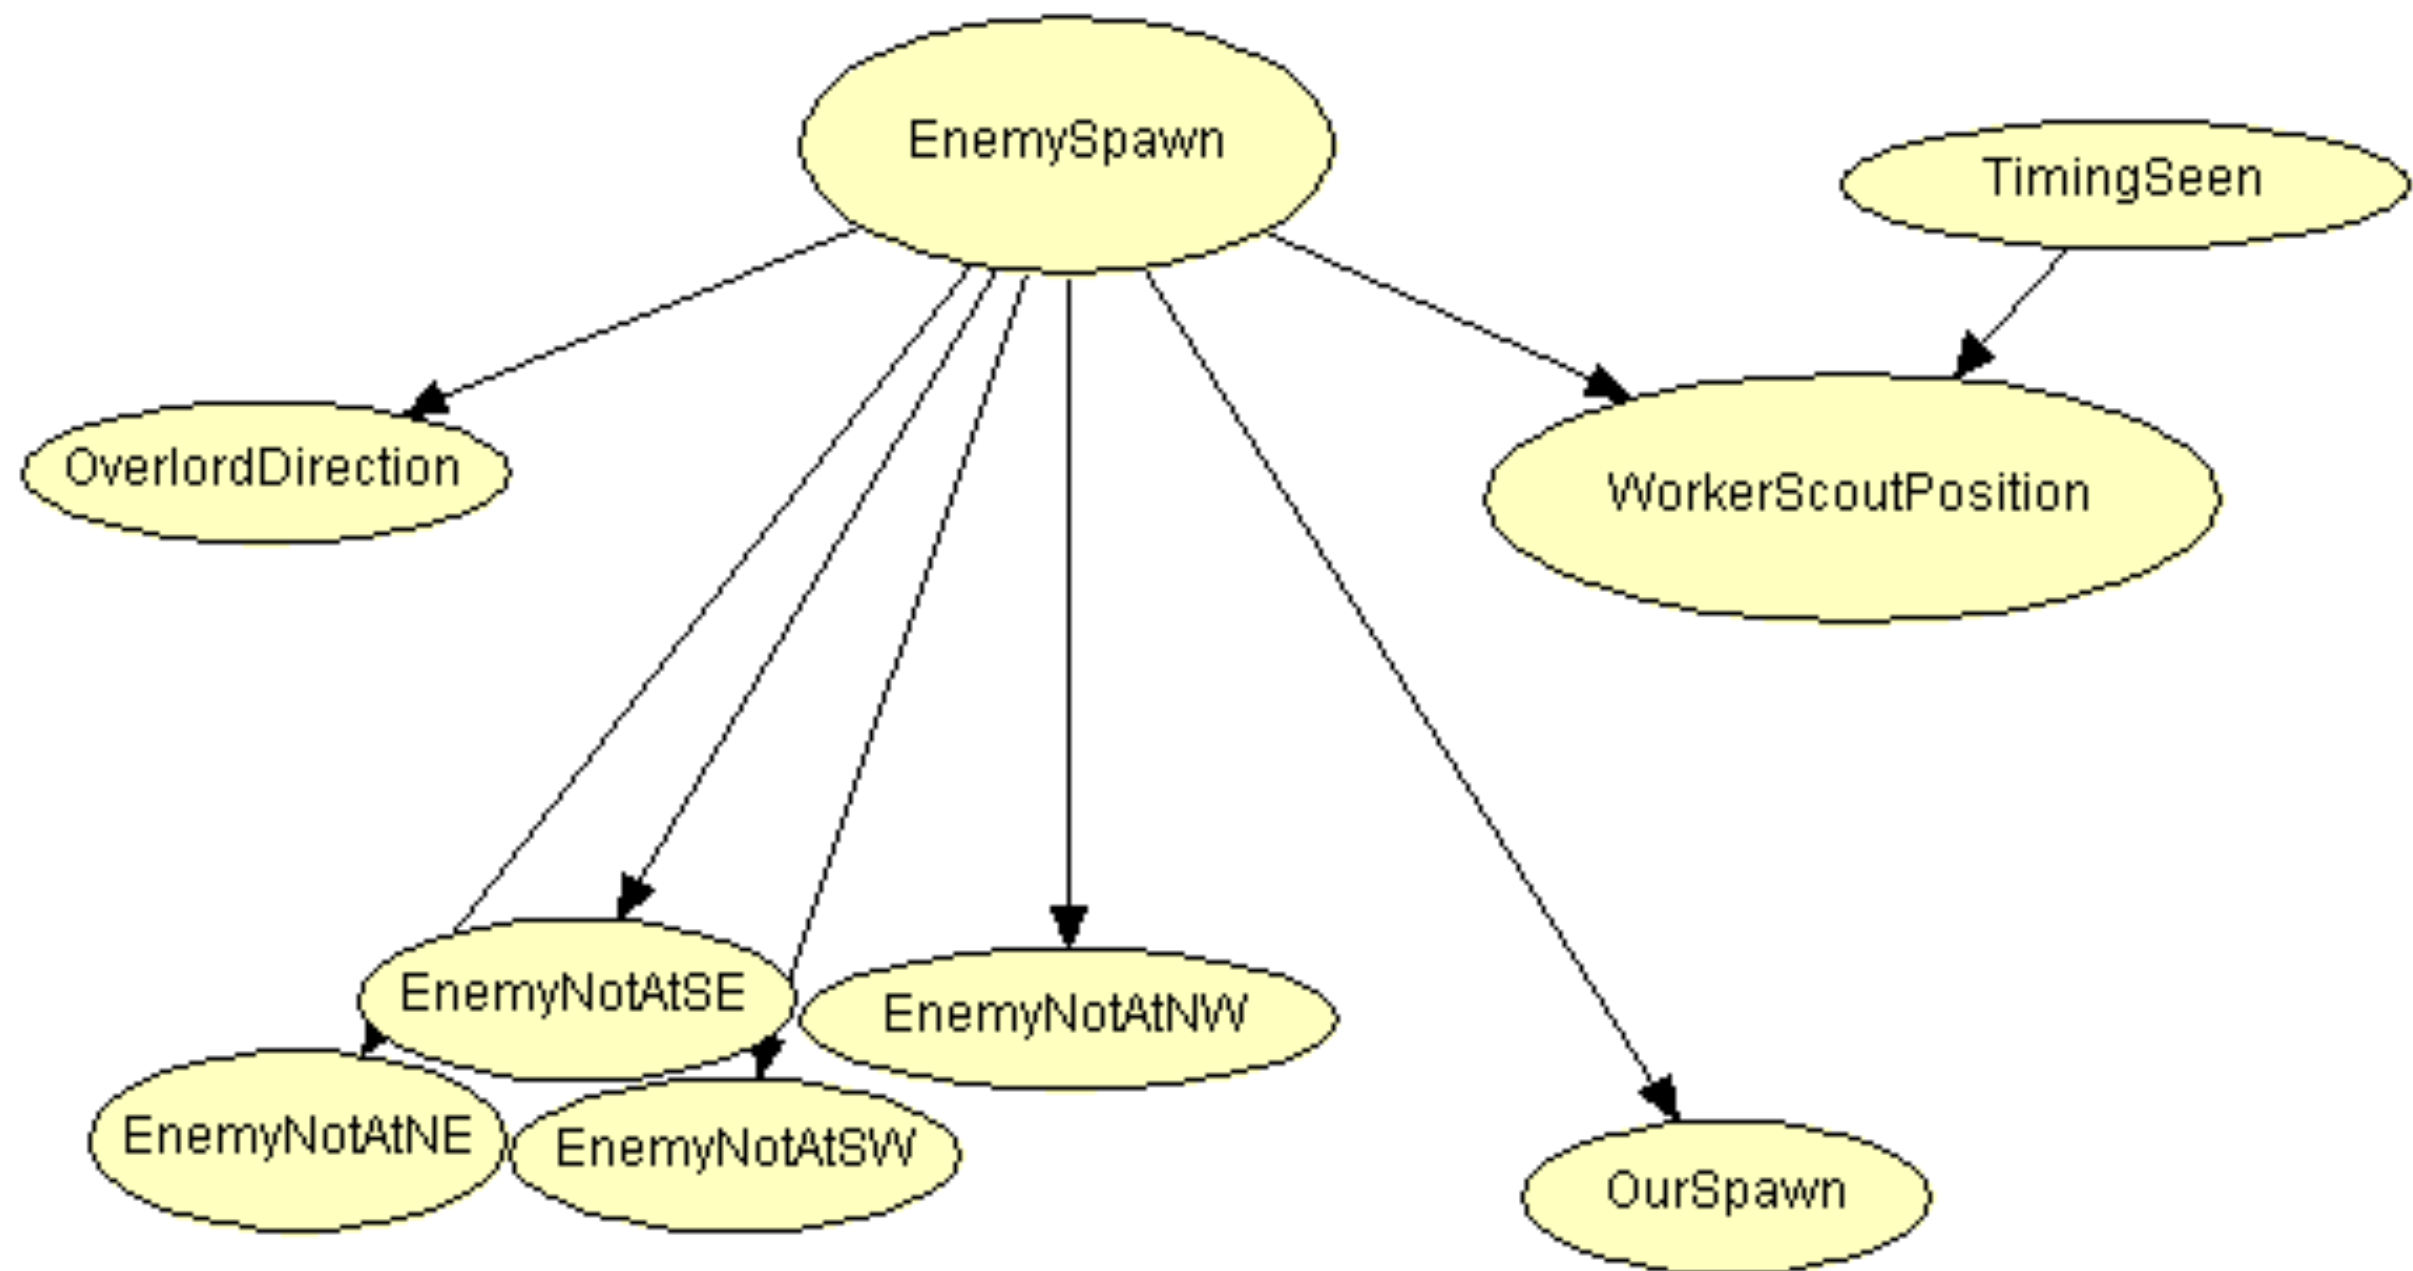 EnemySpawn
TimingSeen
OverlordDirection
WorkerScoutPosition
EnemyNotAtSE
EnemyNotAtNW
EnemyNotAtNE
EnemyNotAtSW
OurSpawn